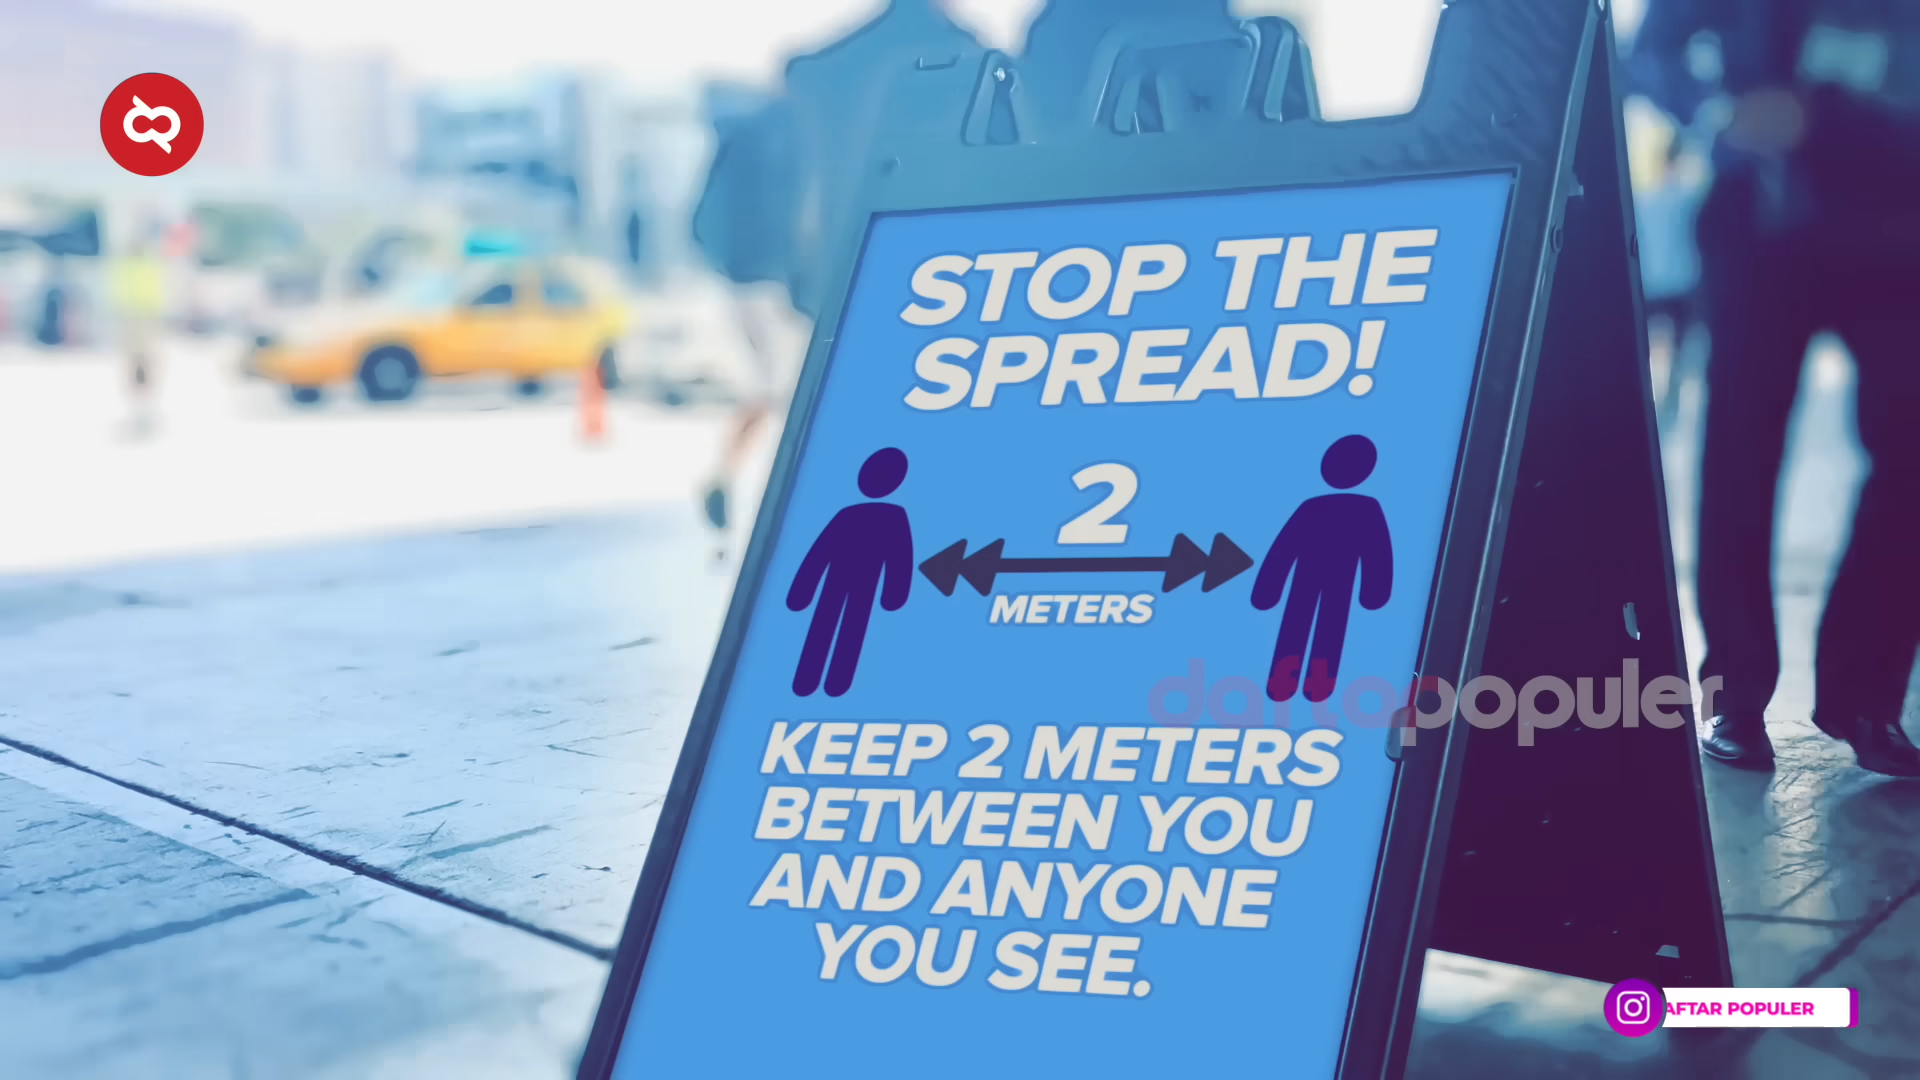 STOP THE
SPREAD!
2
METERS
daftarpopuler
KEEP 2 METERS
BETWEEN YOU
AND ANYONE
YOU SEE.
AFTAR POPULER